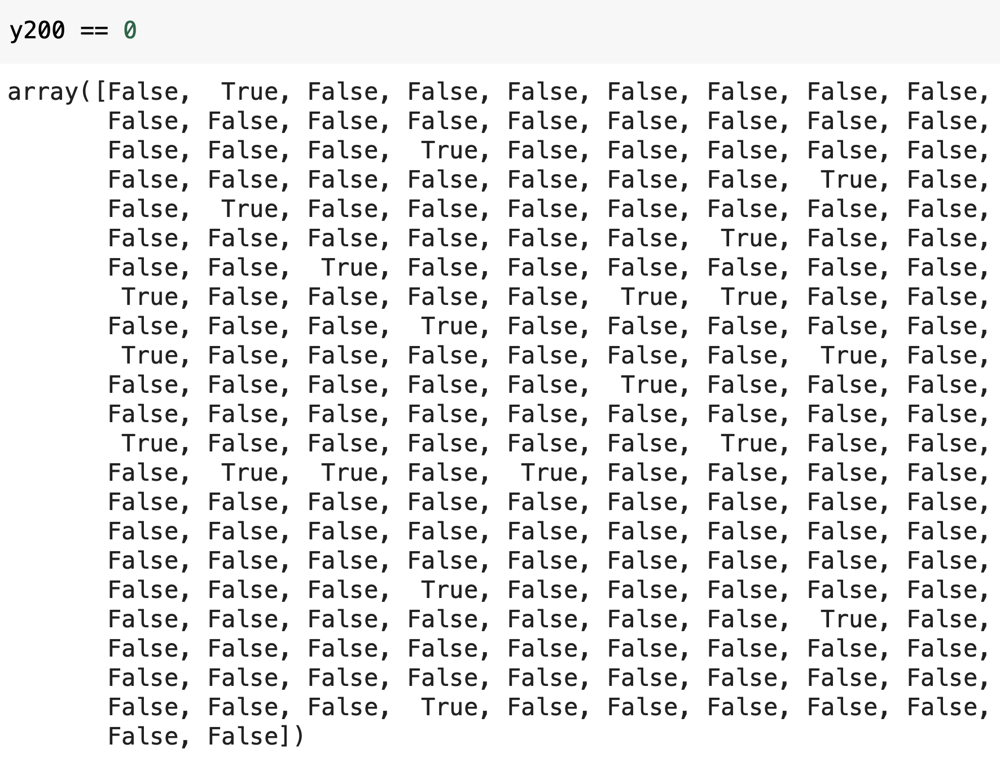 y200 == 0
array([False,  True, False, False, False, False, False, False, False,
       False, False, False, False, False, False, False, False, False,
       False, False, False,  True, False, False, False, False, False,
       False, False, False, False, False, False, False,  True, False,
       False,  True, False, False, False, False, False, False, False,
       False, False, False, False, False, False,  True, False, False,
       False, False,  True, False, False, False, False, False, False,
        True, False, False, False, False,  True,  True, False, False,
       False, False, False,  True, False, False, False, False, False,
        True, False, False, False, False, False, False,  True, False,
       False, False, False, False, False,  True, False, False, False,
       False, False, False, False, False, False, False, False, False,
        True, False, False, False, False, False,  True, False, False,
       False,  True,  True, False,  True, False, False, False, False,
       False, False, False, False, False, False, False, False, False,
       False, False, False, False, False, False, False, False, False,
       False, False, False, False, False, False, False, False, False,
       False, False, False,  True, False, False, False, False, False,
       False, False, False, False, False, False, False,  True, False,
       False, False, False, False, False, False, False, False, False,
       False, False, False, False, False, False, False, False, False,
       False, False, False,  True, False, False, False, False, False,
       False, False])